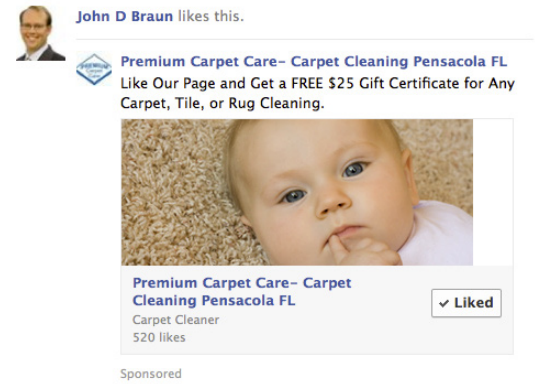 John D Braun likes this.
Premium Carpet Care- Carpet Cleaning Pensacola FL
Like Our Page and Get a FREE $25 Gift Certificate for Any
Carpet, Tile, or Rug Cleaning.
Premium Carpet Care- Carpet
Cleaning Pensacola FL
Liked
Carpet Cleaner
520 likes
Sponsored